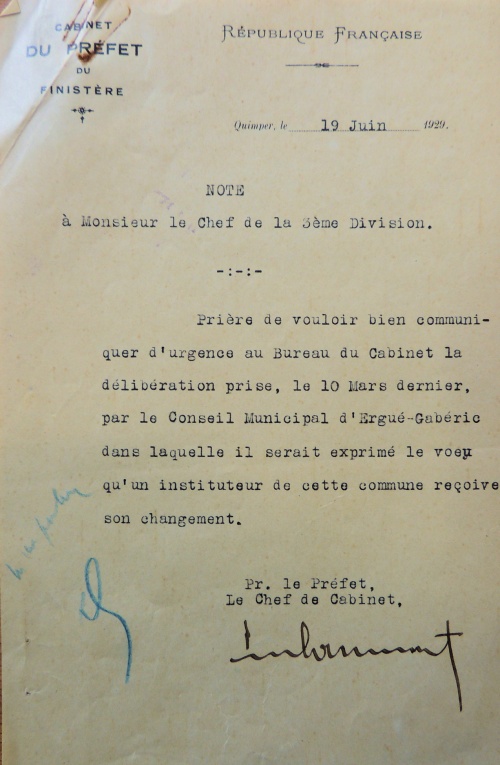 CABINET
DU PRÉFET
DU
FINISTÈRE
RÉPUBLIQUE FRANÇAISE
Quimper, le 19 Juin 1929.
NOTE
à Monsieur le Chef de la 3ème Division.
-:-:-
Prière de vouloir bien communi-
quer d'urgence au Bureau du Cabinet la
délibération prise, le 10 Mars dernier,
par le Conseil Municipal d'Ergué-Gabéric
dans laquelle il serait exprimé le voeu
qu'un instituteur de cette commune reçoive
son changement.
Pr. le Préfet,
Le Chef de Cabinet,